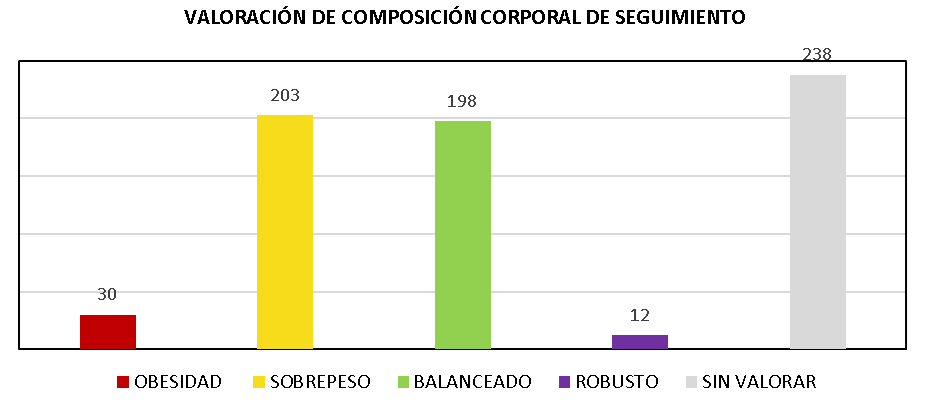 VALORACIÓN DE COMPOSICIÓN CORPORAL DE SEGUIMIENTO
238
203
198
30
12
OBESIDAD SOBREPESO BALANCEADO ROBUSTO SIN VALORAR